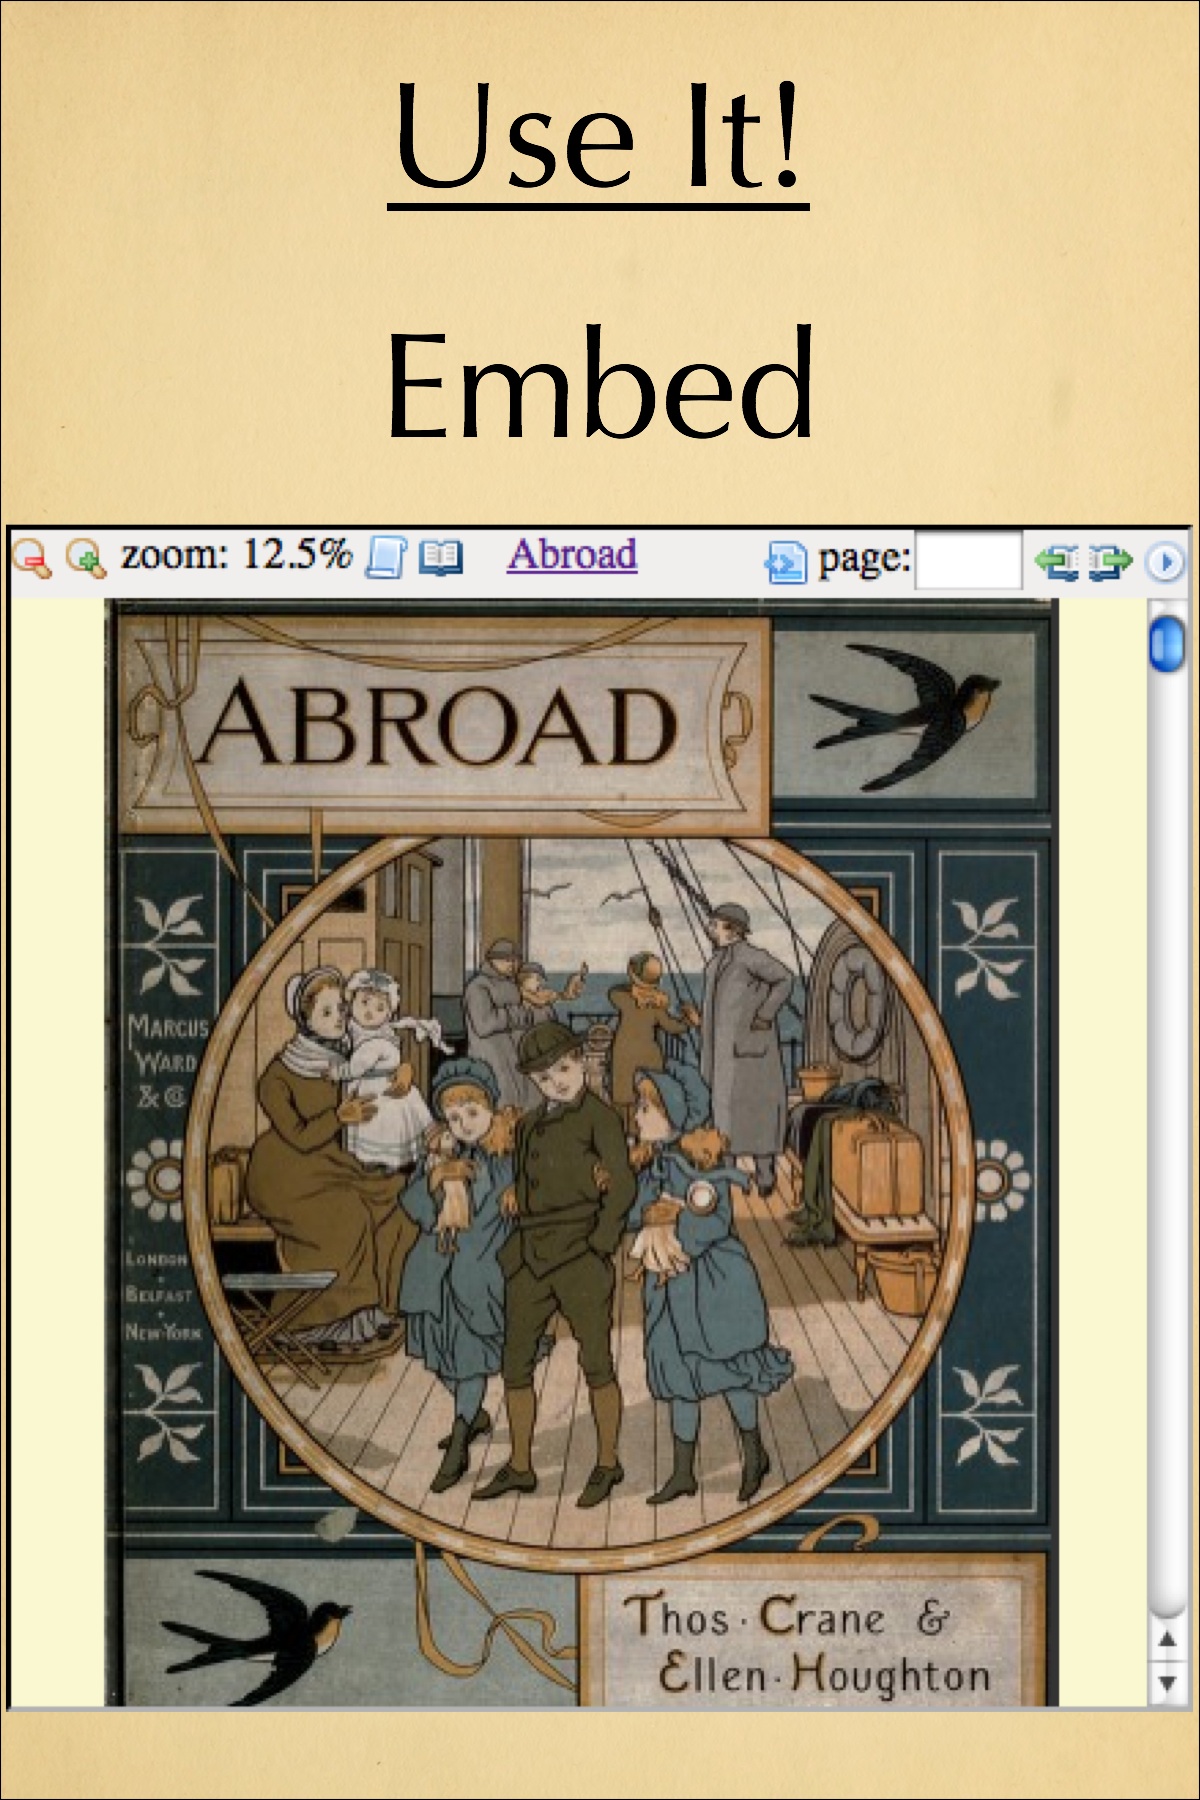 Use It!
Embed
zoom: 12.5% Abroad page:
ABROAD
MARCUS
WARD
& Co
LONDON
BELFAST
NEW-YORK
Thos · Crane &
Ellen · Houghton